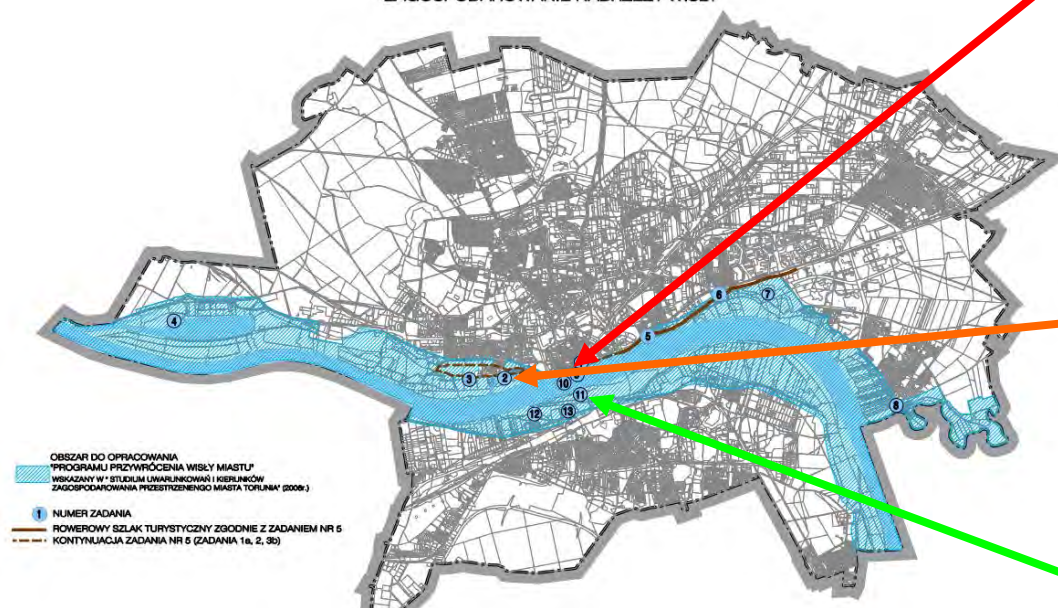 4
3
2
10
11
12
13
5
6
7
8
OBSZAR DO OPRACOWANIA
"PROGRAMU PRZYWRÓCENIA WISŁY MIASTU"
WSKAZANY W " STUDIUM UWARUNKOWAŃ I KIERUNKÓW
ZAGOSPODAROWANIA PRZESTRZENNEGO MIASTA TORUNIA" (2006r.)
1 NUMER ZADANIA
ROWEROWY SZLAK TURYSTYCZNY ZGODNIE Z ZADANIEM NR 5
KONTYNUACJA ZADANIA NR 5 (ZADANIA 1a, 2, 3b)